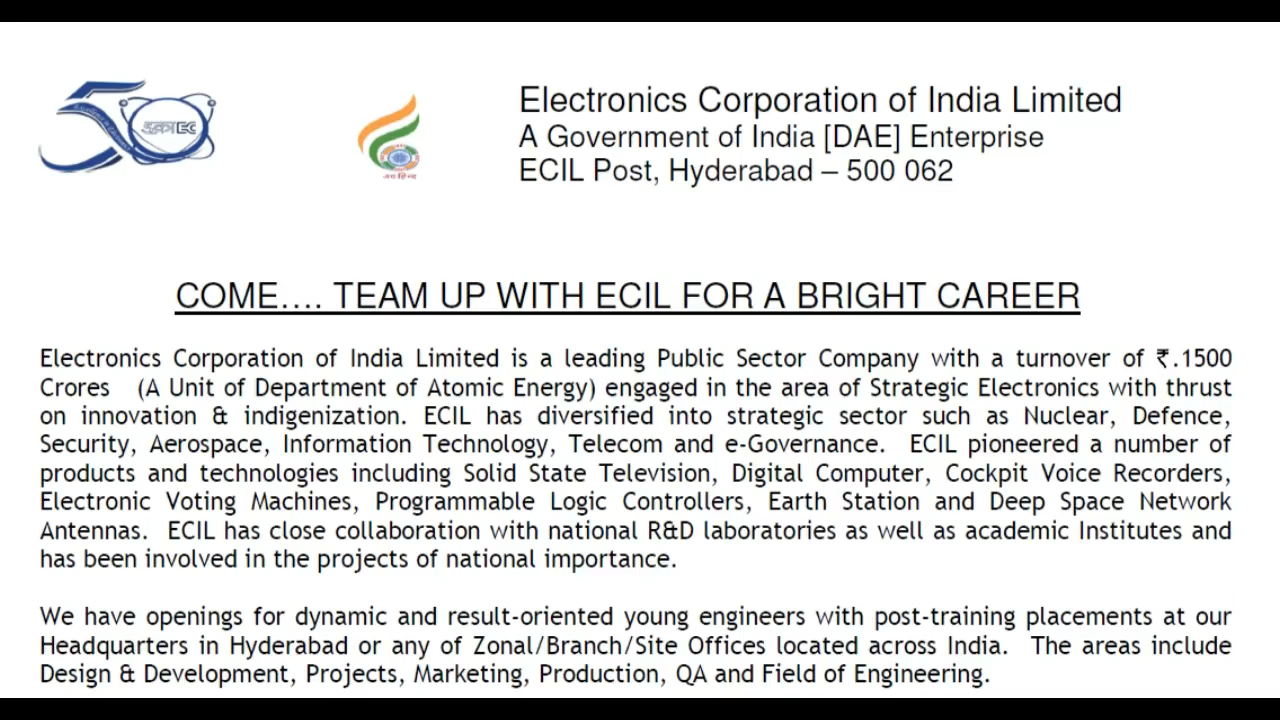 Electronics Corporation of India Limited
A Government of India [DAE] Enterprise
ECIL Post, Hyderabad – 500 062
50
जय हिन्द
COME.... TEAM UP WITH ECIL FOR A BRIGHT CAREER
Electronics Corporation of India Limited is a leading Public Sector Company with a turnover of ₹.1500
Crores (A Unit of Department of Atomic Energy) engaged in the area of Strategic Electronics with thrust
on innovation & indigenization. ECIL has diversified into strategic sector such as Nuclear, Defence,
Security, Aerospace, Information Technology, Telecom and e-Governance. ECIL pioneered a number of
products and technologies including Solid State Television, Digital Computer, Cockpit Voice Recorders,
Electronic Voting Machines, Programmable Logic Controllers, Earth Station and Deep Space Network
Antennas. ECIL has close collaboration with national R&D laboratories as well as academic Institutes and
has been involved in the projects of national importance.
We have openings for dynamic and result-oriented young engineers with post-training placements at our
Headquarters in Hyderabad or any of Zonal/Branch/Site Offices located across India. The areas include
Design & Development, Projects, Marketing, Production, QA and Field of Engineering.